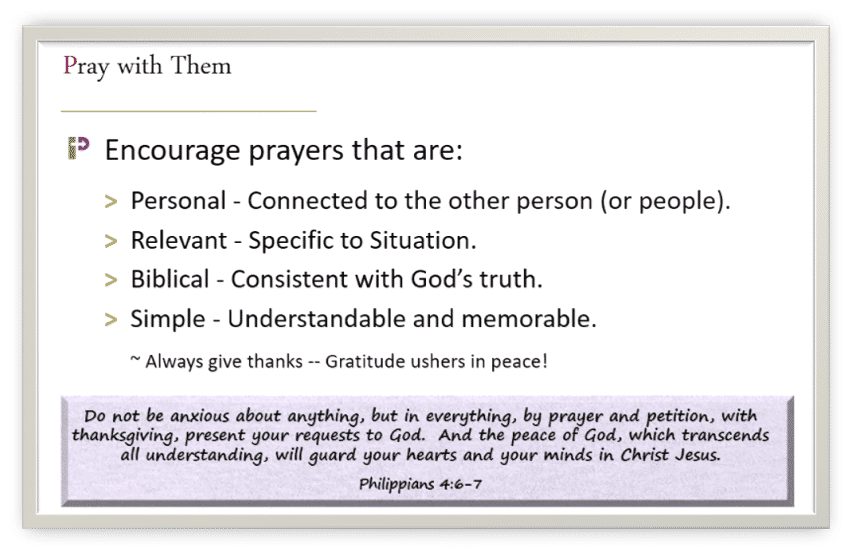 Pray with Them
Encourage prayers that are:
> Personal - Connected to the other person (or people).
> Relevant - Specific to Situation.
> Biblical - Consistent with God’s truth.
> Simple - Understandable and memorable.
~ Always give thanks -- Gratitude ushers in peace!
Do not be anxious about anything, but in everything, by prayer and petition, with
thanksgiving, present your requests to God.  And the peace of God, which transcends
all understanding, will guard your hearts and your minds in Christ Jesus.
Philippians 4:6-7